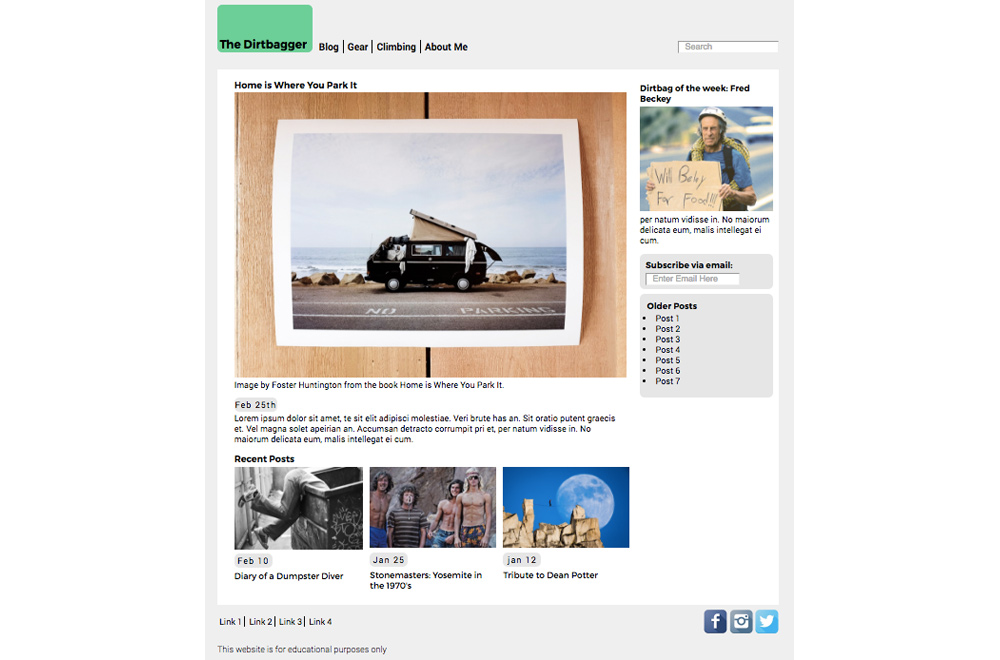 The Dirtbagger
Blog
Gear
Climbing
About Me
Search
Home is Where You Park It
NO PARKING
Image by Foster Huntington from the book Home is Where You Park It.
Feb 25th
Lorem ipsum dolor sit amet, te sit elit adipisci molestiae. Veri brute has an. Sit oratio putent graecis
et. Vel magna solet apeirian an. Accumsan detracto corrumpit pri et, per natum vidisse in. No
maiorum delicata eum, malis intellegat ei cum.
Recent Posts
Feb 10
Diary of a Dumpster Diver
Jan 25
Stonemasters: Yosemite in
the 1970's
jan 12
Tribute to Dean Potter
Dirtbag of the week: Fred
Beckey
Will Belay
For Food!!!
per natum vidisse in. No maiorum
delicata eum, malis intellegat ei
cum.
Subscribe via email:
Enter Email Here
Older Posts
Post 1
Post 2
Post 3
Post 4
Post 5
Post 6
Post 7
Link 1
Link 2
Link 3
Link 4
This website is for educational purposes only